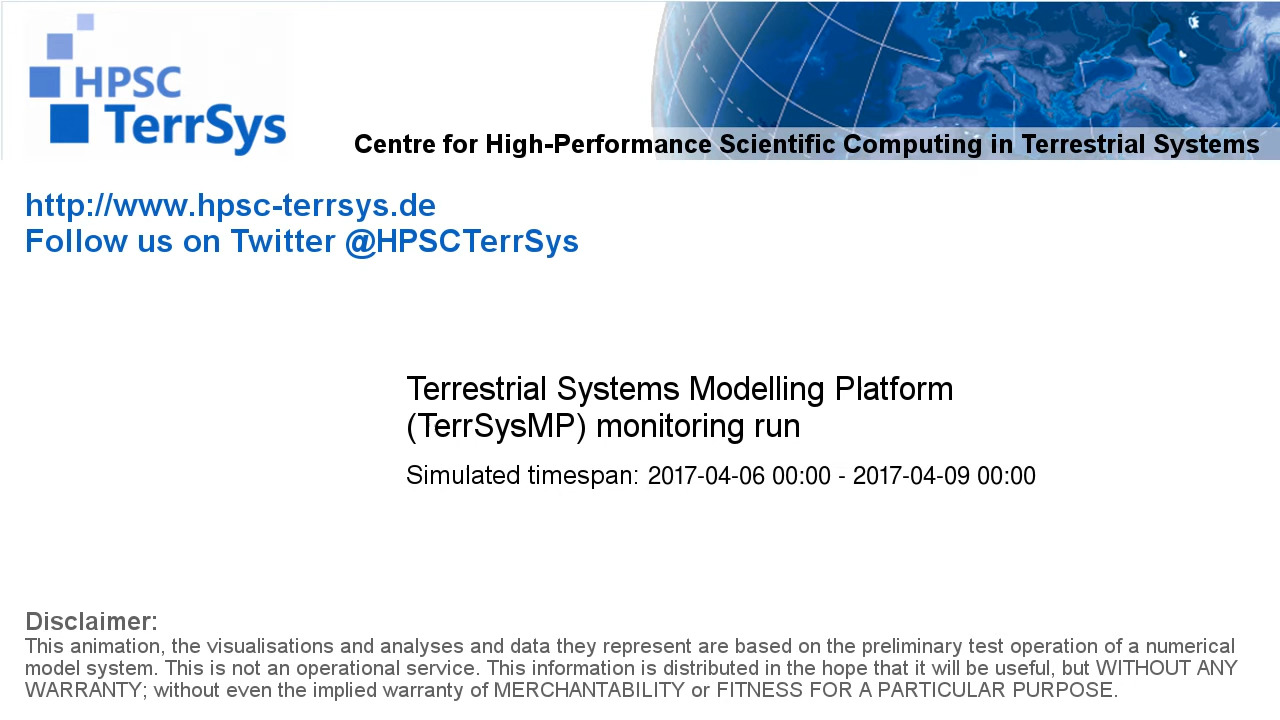 HPSC
TerrSys
Centre for High-Performance Scientific Computing in Terrestrial Systems
http://www.hpsc-terrsys.de
Follow us on Twitter @HPSCTerrSys
Terrestrial Systems Modelling Platform
(TerrSysMP) monitoring run
Simulated timespan: 2017-04-06 00:00 - 2017-04-09 00:00
Disclaimer:
This animation, the visualisations and analyses and data they represent are based on the preliminary test operation of a numerical
model system. This is not an operational service. This information is distributed in the hope that it will be useful, but WITHOUT ANY
WARRANTY; without even the implied warranty of MERCHANTABILITY or FITNESS FOR A PARTICULAR PURPOSE.